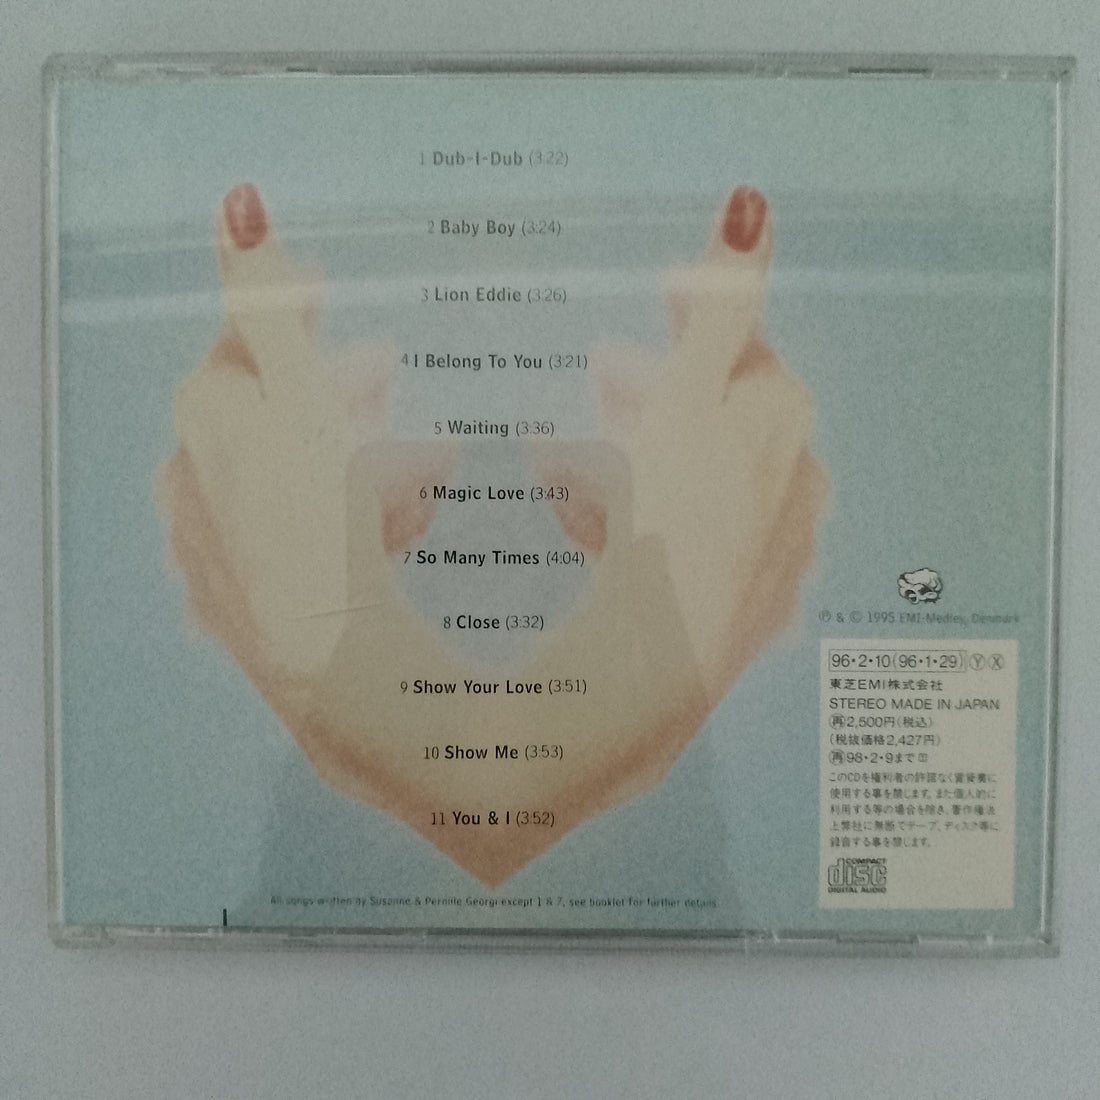 1 Dub-I-Dub (3:22)
2 Baby Boy (3:24)
3 Lion Eddie (3:26)
4 I Belong To You (3:21)
5 Waiting (3:36)
6 Magic Love (3:43)
7 So Many Times (4:04)
8 Close (3:32)
9 Show Your Love (3:51)
10 Show Me (3:53)
11 You & I (3:52)
All songs written by Susanne & Pernille Georgi except 1 & 7, see booklet for further details
℗ & © 1995 EMI-Medley, Denmark
96・2・10(96・1・29) Ⓨ Ⓧ
東芝EMI株式会社
STEREO MADE IN JAPAN
㊢2,500円(税込)
(税抜価格2,427円)
98・2・9まで
このCDを権利者の許諾なく賃貸業に
使用する事を禁じます。また個人的に
利用する等の場合を除き、著作権法
上弊社に無断でテープ、ディスク等に
録音する事を禁じます。
COMPACT
disc
DIGITAL AUDIO